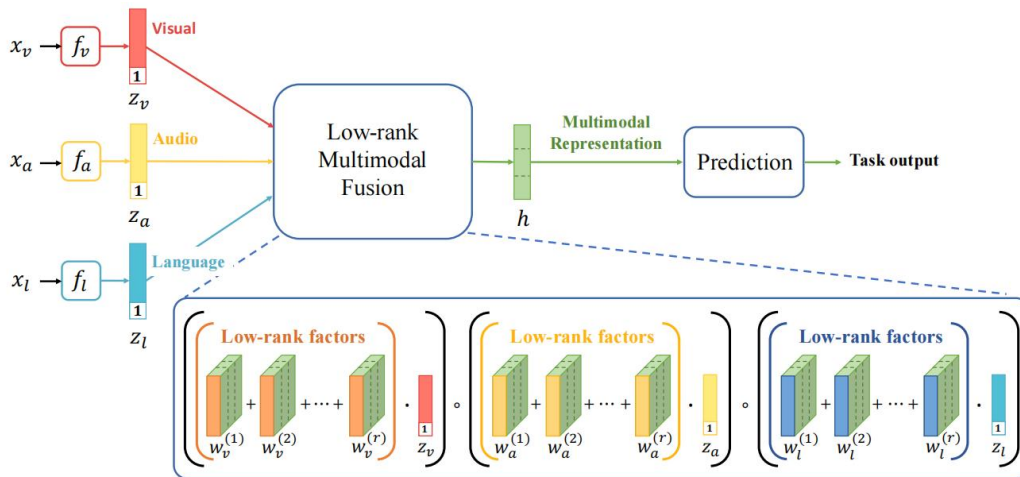 x_v
f_v
1
z_v
Visual
x_a
f_a
1
z_a
Audio
x_l
f_l
1
z_l
Language
Low-rank
Multimodal
Fusion
h
Multimodal
Representation
Prediction
Task output
Low-rank factors
+ + ⋯ + ·
w_v^(1) w_v^(2) w_v^(r) 1 z_v
∘
Low-rank factors
+ + ⋯ + ·
w_a^(1) w_a^(2) w_a^(r) 1 z_a
∘
Low-rank factors
+ + ⋯ + ·
w_l^(1) w_l^(2) w_l^(r) 1 z_l